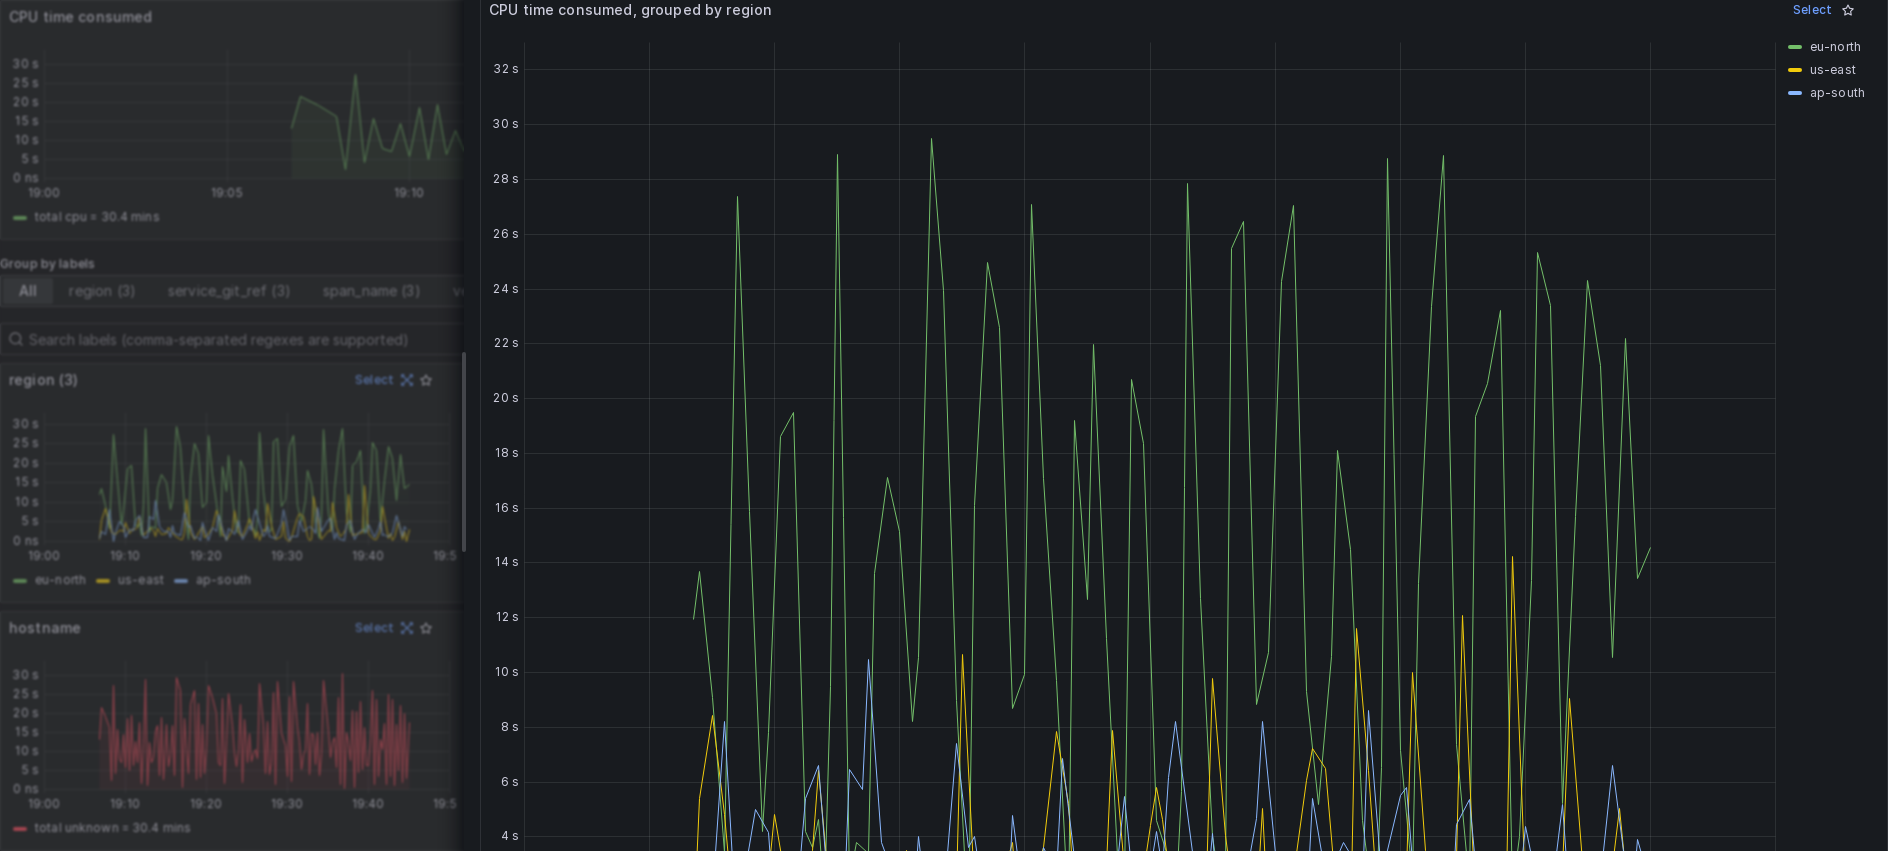 CPU time consumed
30 s
25 s
20 s
15 s
10 s
5 s
0 ns
19:00 19:05 19:10
total cpu = 30.4 mins
Group by labels
All region (3) service_git_ref (3) span_name (3)
Search labels (comma-separated regexes are supported)
region (3) Select
30 s
25 s
20 s
15 s
10 s
5 s
0 ns
19:00 19:10 19:20 19:30 19:40 19:5
eu-north us-east ap-south
hostname Select
30 s
25 s
20 s
15 s
10 s
5 s
0 ns
19:00 19:10 19:20 19:30 19:40 19:5
total unknown = 30.4 mins
CPU time consumed, grouped by region Select
32 s
30 s
28 s
26 s
24 s
22 s
20 s
18 s
16 s
14 s
12 s
10 s
8 s
6 s
4 s
eu-north
us-east
ap-south